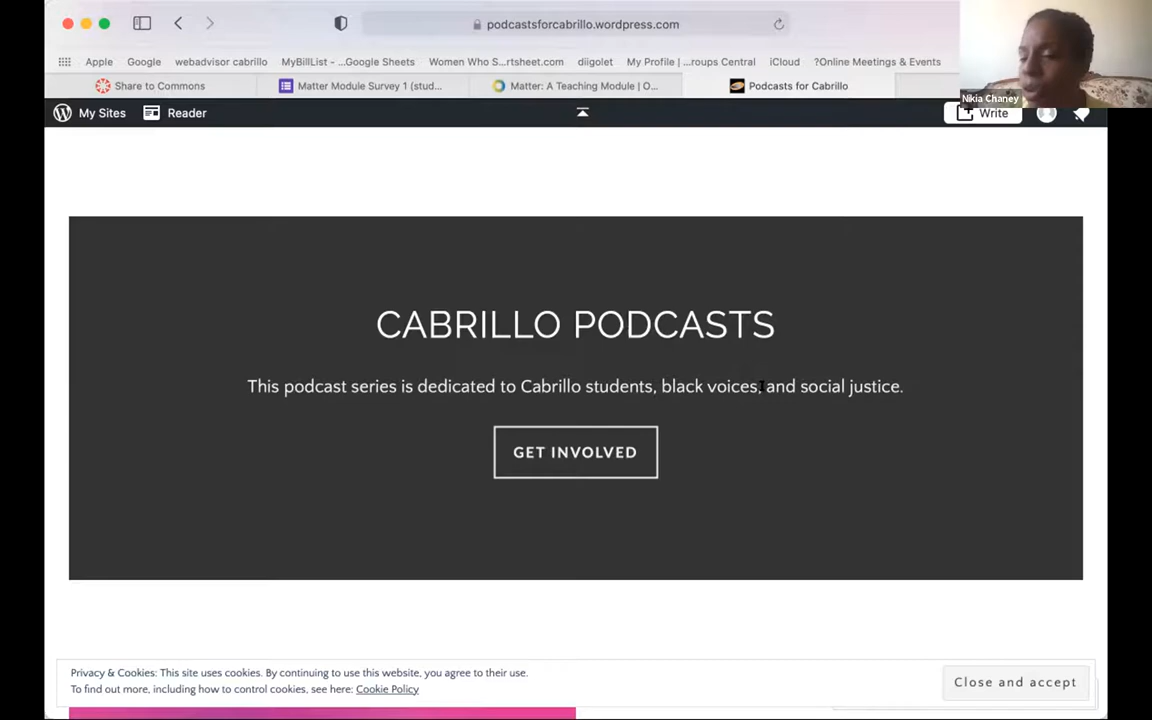 podcastsforcabrillo.wordpress.com
Apple Google webadvisor cabrillo MyBillList - ...Google Sheets Women Who S...rtsheet.com diigolet My Profile | ...roups Central iCloud ?Online Meetings & Events
Share to Commons Matter Module Survey 1 (stud... Matter: A Teaching Module | O... Podcasts for Cabrillo
Nikia Chaney
My Sites Reader Write
CABRILLO PODCASTS
This podcast series is dedicated to Cabrillo students, black voices, and social justice.
GET INVOLVED
Privacy & Cookies: This site uses cookies. By continuing to use this website, you agree to their use.
To find out more, including how to control cookies, see here: Cookie Policy
Close and accept